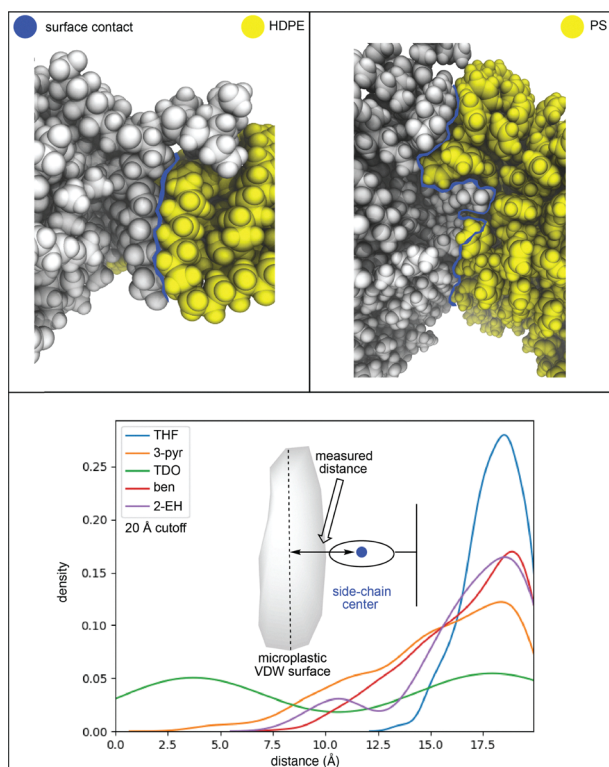 surface contact
HDPE
PS
THF
3-pyr
TDO
ben
2-EH
20 Å cutoff
measured
distance
side-chain
center
microplastic
VDW surface
density
0.25
0.20
0.15
0.10
0.05
0.00
0.0 2.5 5.0 7.5 10.0 12.5 15.0 17.5
distance (Å)